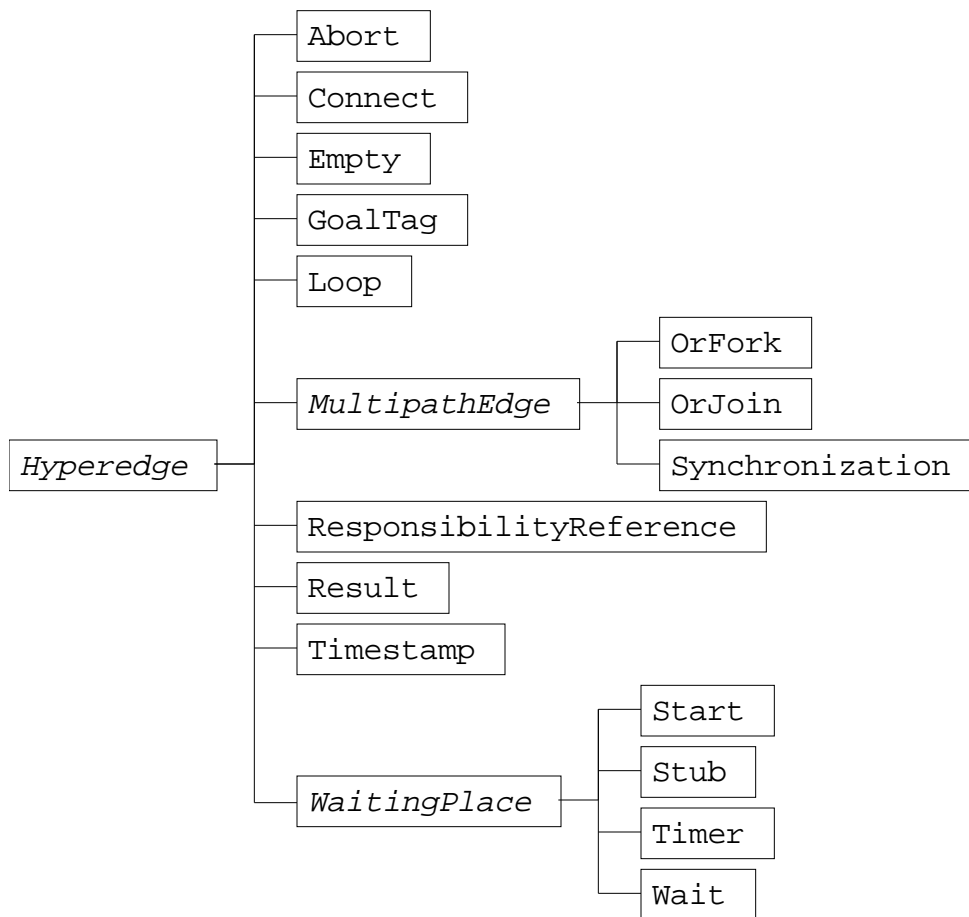 Abort
Connect
Empty
GoalTag
Loop
OrFork
MultipathEdge
OrJoin
Hyperedge
Synchronization
ResponsibilityReference
Result
Timestamp
Start
Stub
WaitingPlace
Timer
Wait